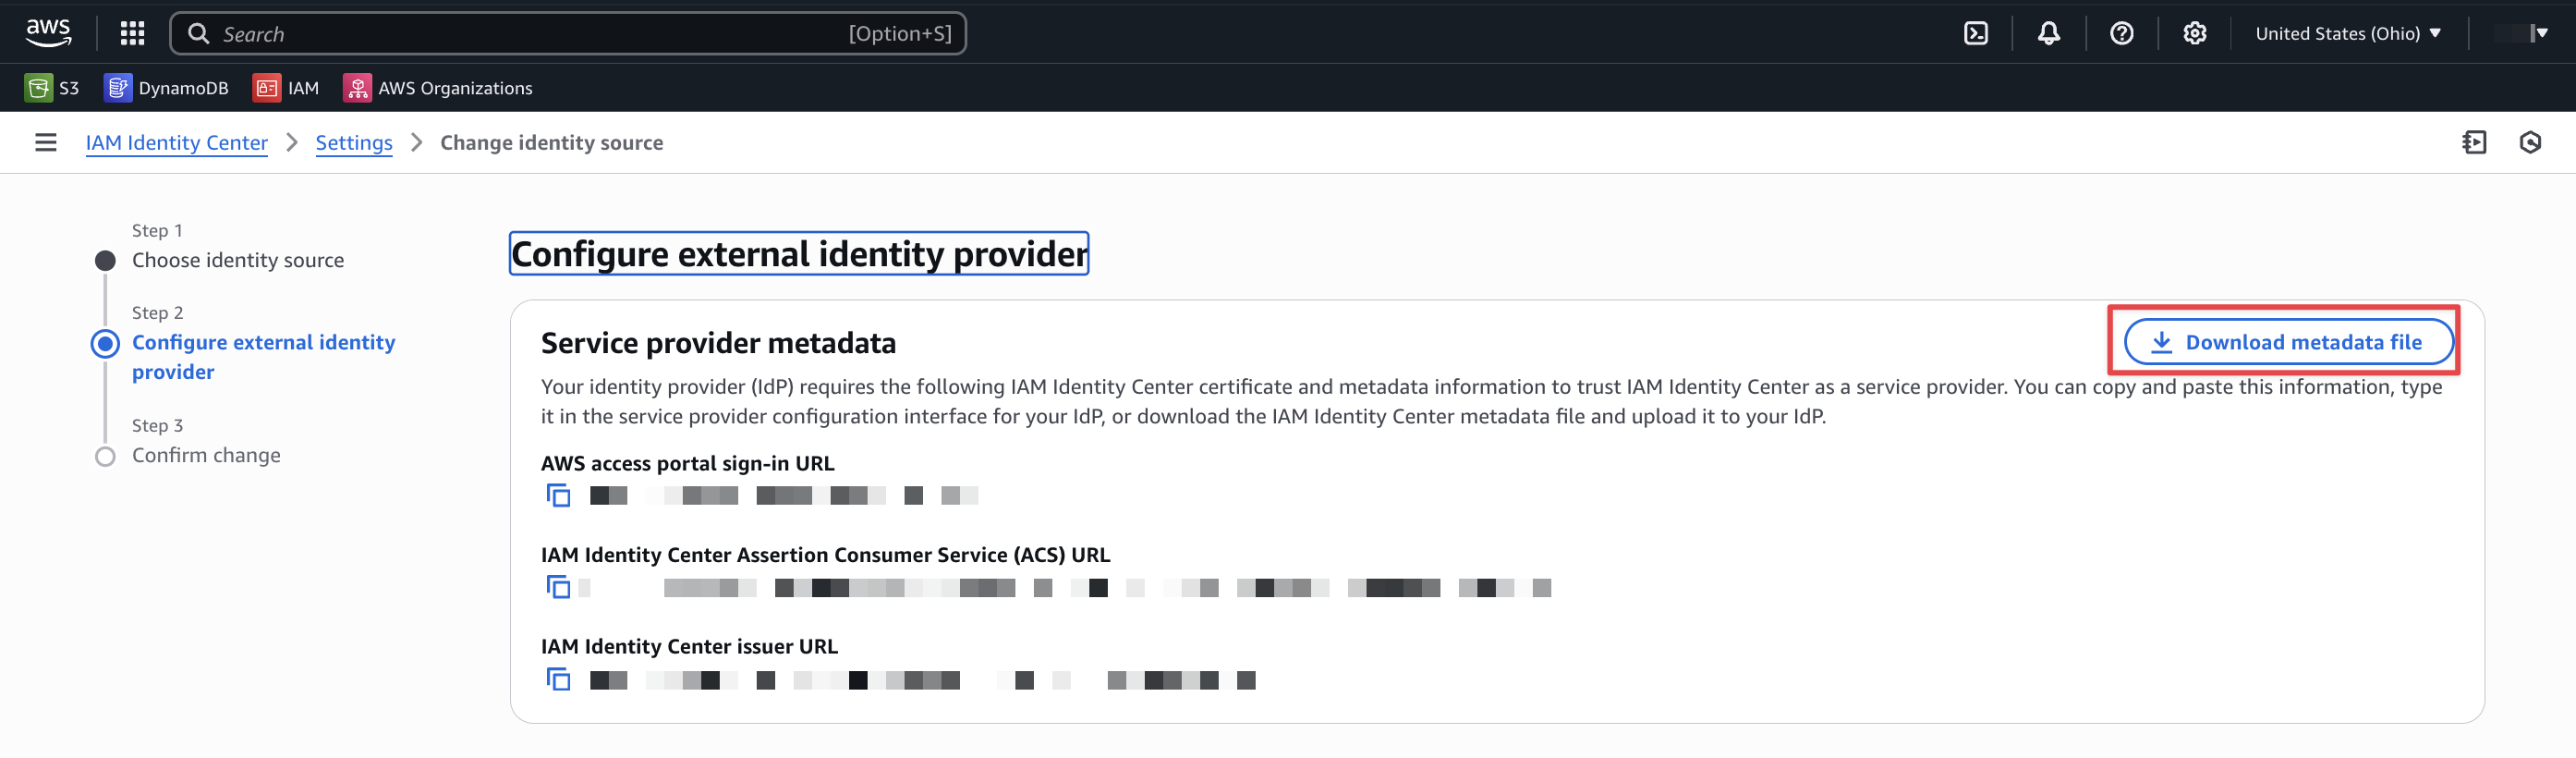 aws
Search [Option+S] United States (Ohio)
S3 DynamoDB IAM AWS Organizations
IAM Identity Center Settings Change identity source
Step 1
Choose identity source
Step 2
Configure external identity
provider
Step 3
Confirm change
Configure external identity provider
Service provider metadata
Download metadata file
Your identity provider (IdP) requires the following IAM Identity Center certificate and metadata information to trust IAM Identity Center as a service provider. You can copy and paste this information, type
it in the service provider configuration interface for your IdP, or download the IAM Identity Center metadata file and upload it to your IdP.
AWS access portal sign-in URL
IAM Identity Center Assertion Consumer Service (ACS) URL
IAM Identity Center issuer URL